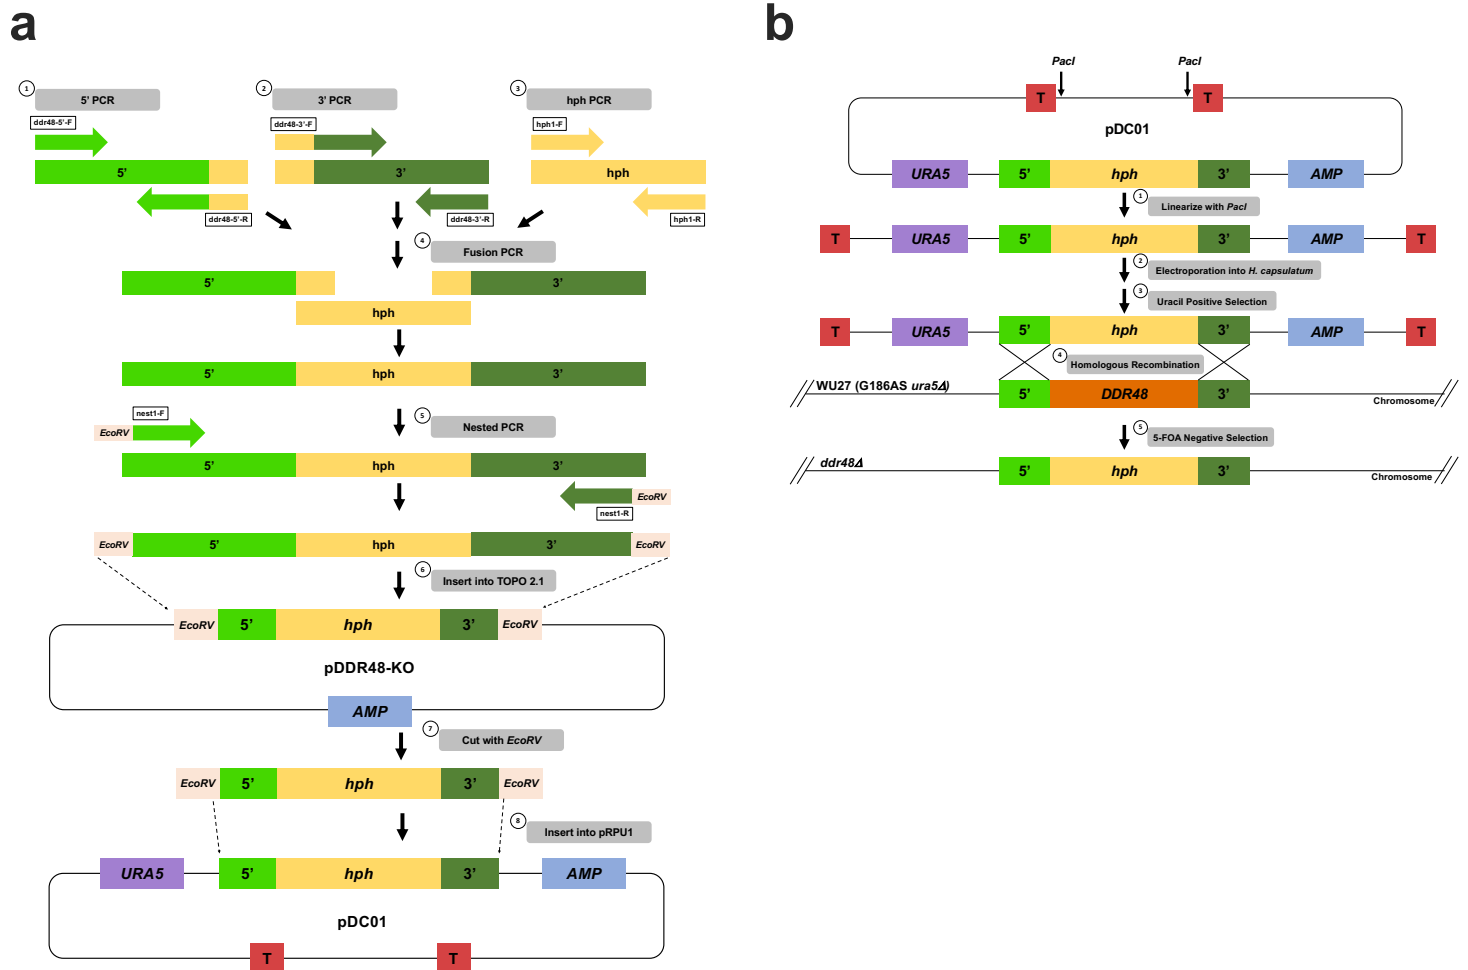 a
1
5' PCR
2
3' PCR
3
hph PCR
ddr48-5'-F
ddr48-3'-F
hph1-F
5'
3'
hph
ddr48-5'-R
ddr48-3'-R
hph1-R
4
Fusion PCR
5'
3'
hph
5'
hph
3'
nest1-F
5
Nested PCR
EcoRV
5'
hph
3'
EcoRV
nest1-R
EcoRV
5'
hph
3'
EcoRV
6
Insert into TOPO 2.1
EcoRV
5'
hph
3'
EcoRV
pDDR48-KO
AMP
7
Cut with EcoRV
EcoRV
5'
hph
3'
EcoRV
8
Insert into pRPU1
URA5
5'
hph
3'
AMP
pDC01
T
T
b
PacI
PacI
T
T
pDC01
URA5
5'
hph
3'
AMP
1
Linearize with PacI
T
URA5
5'
hph
3'
AMP
T
2
Electroporation into H. capsulatum
3
Uracil Positive Selection
T
URA5
5'
hph
3'
AMP
T
4
Homologous Recombination
WU27 (G186AS ura5Δ)
5'
DDR48
3'
Chromosome
5
5-FOA Negative Selection
ddr48Δ
5'
hph
3'
Chromosome